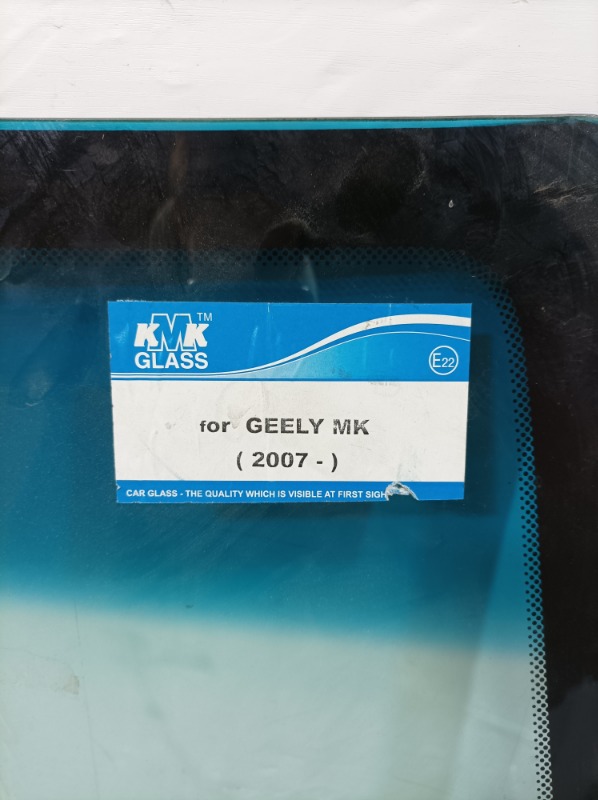 KMK TM
GLASS
E22
for GEELY MK
( 2007 - )
CAR GLASS - THE QUALITY WHICH IS VISIBLE AT FIRST SIGH